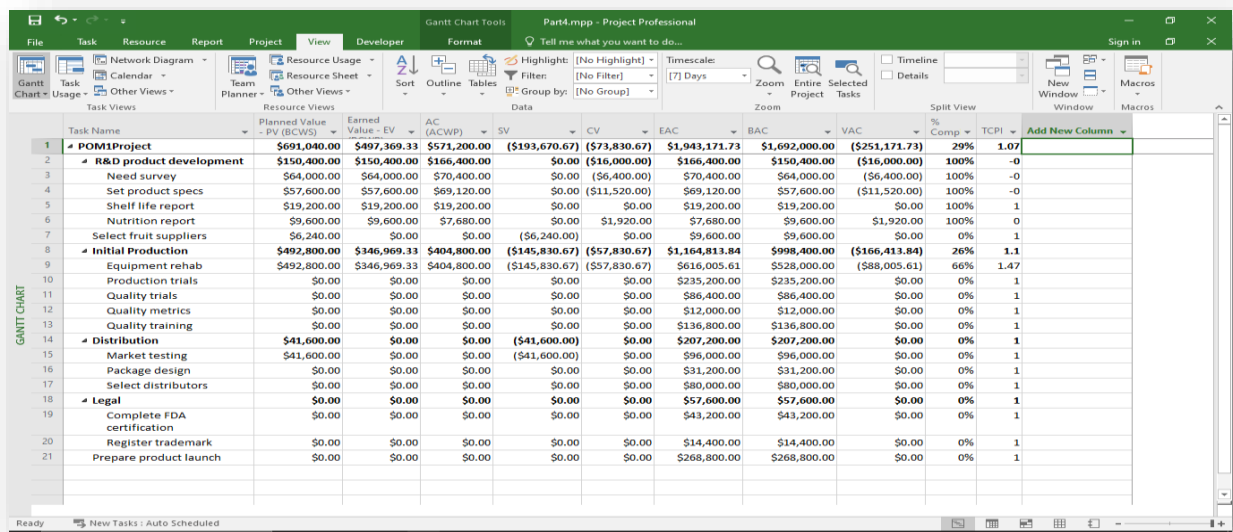 Gantt Chart Tools Part4.mpp - Project Professional
File Task Resource Report Project View Developer Format Tell me what you want to do... Sign in
Gantt Chart
Task Usage
Network Diagram
Calendar
Other Views
Task Views
Team Planner
Resource Usage
Resource Sheet
Other Views
Resource Views
Sort
Outline
Tables
Highlight: [No Highlight]
Filter: [No Filter]
Group by: [No Group]
Data
Timescale:
[7] Days
Zoom
Entire Project
Selected Tasks
Zoom
Timeline
Details
Split View
New Window
Window
Macros
Macros
Task Name Planned Value - PV (BCWS) Earned Value - EV AC (ACWP) SV CV EAC BAC VAC % Comp TCPI Add New Column
1 POM1Project $691,040.00 $497,369.33 $571,200.00 ($193,670.67) ($73,830.67) $1,943,171.73 $1,692,000.00 ($251,171.73) 29% 1.07
2 R&D product development $150,400.00 $150,400.00 $166,400.00 $0.00 ($16,000.00) $166,400.00 $150,400.00 ($16,000.00) 100% -0
3 Need survey $64,000.00 $64,000.00 $70,400.00 $0.00 ($6,400.00) $70,400.00 $64,000.00 ($6,400.00) 100% -0
4 Set product specs $57,600.00 $57,600.00 $69,120.00 $0.00 ($11,520.00) $69,120.00 $57,600.00 ($11,520.00) 100% -0
5 Shelf life report $19,200.00 $19,200.00 $19,200.00 $0.00 $0.00 $19,200.00 $19,200.00 $0.00 100% 1
6 Nutrition report $9,600.00 $9,600.00 $7,680.00 $0.00 $1,920.00 $7,680.00 $9,600.00 $1,920.00 100% 0
7 Select fruit suppliers $6,240.00 $0.00 $0.00 ($6,240.00) $0.00 $9,600.00 $9,600.00 $0.00 0% 1
8 Initial Production $492,800.00 $346,969.33 $404,800.00 ($145,830.67) ($57,830.67) $1,164,813.84 $998,400.00 ($166,413.84) 26% 1.1
9 Equipment rehab $492,800.00 $346,969.33 $404,800.00 ($145,830.67) ($57,830.67) $616,005.61 $528,000.00 ($88,005.61) 66% 1.47
10 Production trials $0.00 $0.00 $0.00 $0.00 $0.00 $235,200.00 $235,200.00 $0.00 0% 1
11 Quality trials $0.00 $0.00 $0.00 $0.00 $0.00 $86,400.00 $86,400.00 $0.00 0% 1
12 Quality metrics $0.00 $0.00 $0.00 $0.00 $0.00 $12,000.00 $12,000.00 $0.00 0% 1
13 Quality training $0.00 $0.00 $0.00 $0.00 $0.00 $136,800.00 $136,800.00 $0.00 0% 1
14 Distribution $41,600.00 $0.00 $0.00 ($41,600.00) $0.00 $207,200.00 $207,200.00 $0.00 0% 1
15 Market testing $41,600.00 $0.00 $0.00 ($41,600.00) $0.00 $96,000.00 $96,000.00 $0.00 0% 1
16 Package design $0.00 $0.00 $0.00 $0.00 $0.00 $31,200.00 $31,200.00 $0.00 0% 1
17 Select distributors $0.00 $0.00 $0.00 $0.00 $0.00 $80,000.00 $80,000.00 $0.00 0% 1
18 Legal $0.00 $0.00 $0.00 $0.00 $0.00 $57,600.00 $57,600.00 $0.00 0% 1
19 Complete FDA certification $0.00 $0.00 $0.00 $0.00 $0.00 $43,200.00 $43,200.00 $0.00 0% 1
20 Register trademark $0.00 $0.00 $0.00 $0.00 $0.00 $14,400.00 $14,400.00 $0.00 0% 1
21 Prepare product launch $0.00 $0.00 $0.00 $0.00 $0.00 $268,800.00 $268,800.00 $0.00 0% 1
GANTT CHART
Ready New Tasks : Auto Scheduled